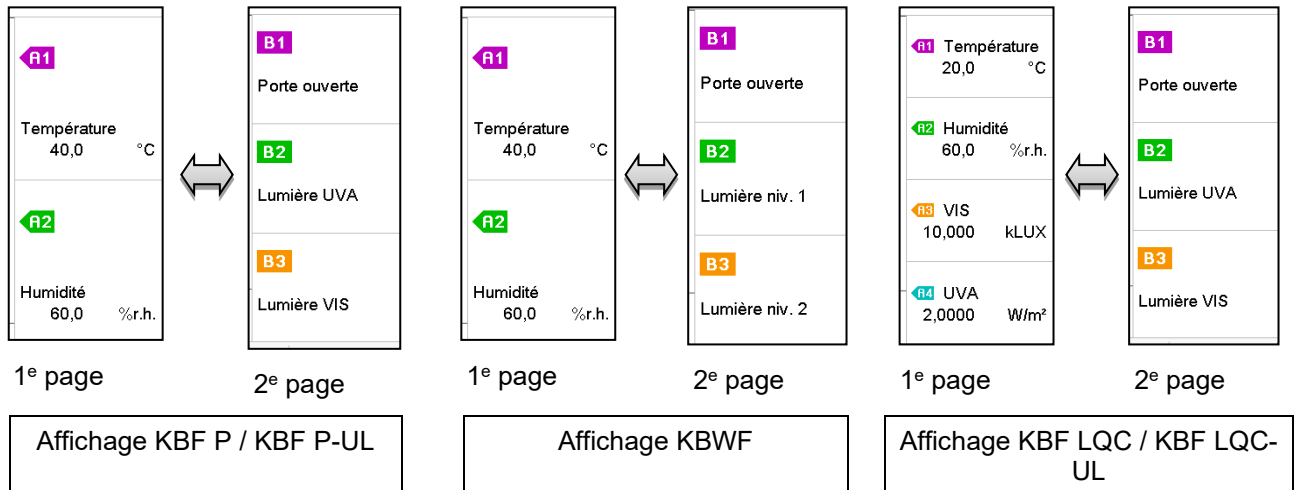 A1
Température
40,0 °C
A2
Humidité
60,0 %r.h.
B1
Porte ouverte
B2
Lumière UVA
B3
Lumière VIS
1e page
2e page
Affichage KBF P / KBF P-UL
A1
Température
40,0 °C
A2
Humidité
60,0 %r.h.
B1
Porte ouverte
B2
Lumière niv. 1
B3
Lumière niv. 2
1e page
2e page
Affichage KBWF
A1 Température
20,0 °C
A2 Humidité
60,0 %r.h.
A3 VIS
10,000 kLUX
A4 UVA
2,0000 W/m²
B1
Porte ouverte
B2
Lumière UVA
B3
Lumière VIS
1e page
2e page
Affichage KBF LQC / KBF LQC-
UL